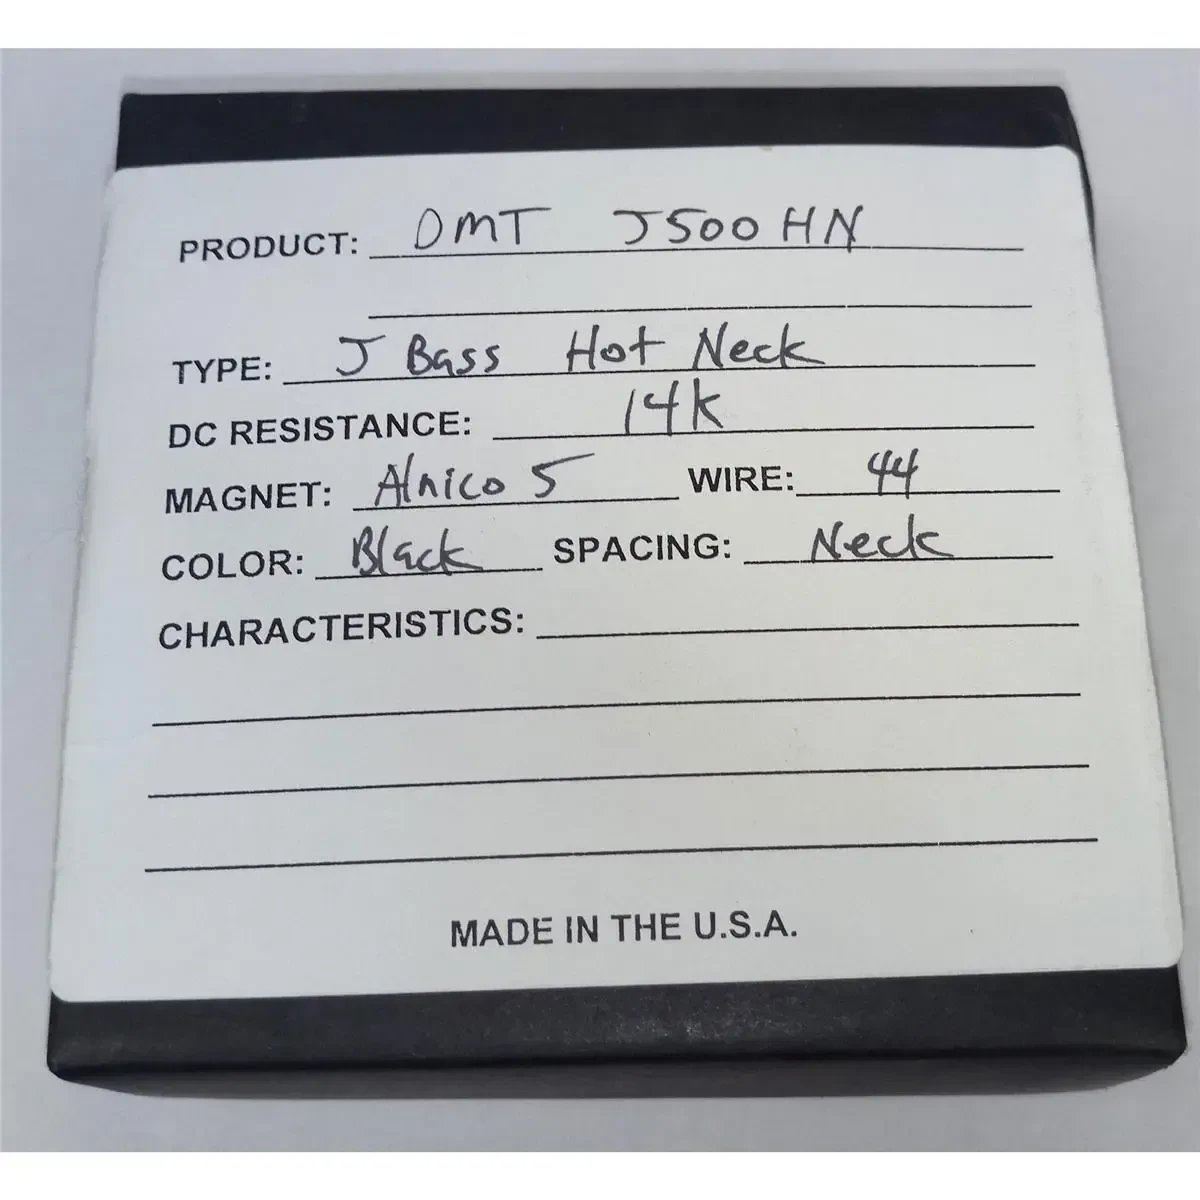 PRODUCT: DMT J500HN
TYPE: J Bass Hot Neck
DC RESISTANCE: 14k
MAGNET: Alnico 5 WIRE: 44
COLOR: Black SPACING: Neck
CHARACTERISTICS:
MADE IN THE U.S.A.